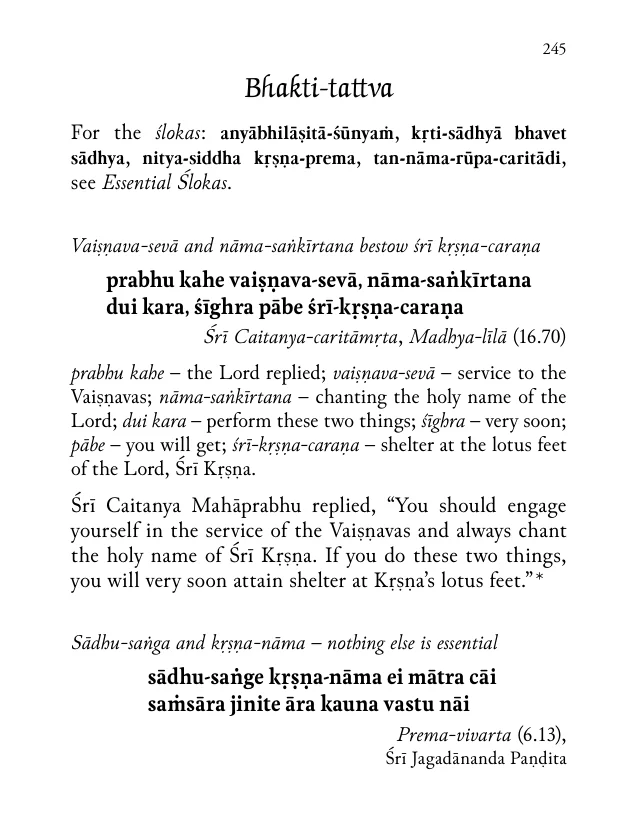 245
Bhakti-tattva
For the ślokas: anyābhilāṣitā-śūnyaṁ, kṛti-sādhyā bhavet
sādhya, nitya-siddha kṛṣṇa-prema, tan-nāma-rūpa-caritādi,
see Essential Ślokas.
Vaiṣṇava-sevā and nāma-saṅkīrtana bestow śrī kṛṣṇa-caraṇa
prabhu kahe vaiṣṇava-sevā, nāma-saṅkīrtana
dui kara, śīghra pābe śrī-kṛṣṇa-caraṇa
Śrī Caitanya-caritāmṛta, Madhya-līlā (16.70)
prabhu kahe – the Lord replied; vaiṣṇava-sevā – service to the
Vaiṣṇavas; nāma-saṅkīrtana – chanting the holy name of the
Lord; dui kara – perform these two things; śīghra – very soon;
pābe – you will get; śrī-kṛṣṇa-caraṇa – shelter at the lotus feet
of the Lord, Śrī Kṛṣṇa.
Śrī Caitanya Mahāprabhu replied, “You should engage
yourself in the service of the Vaiṣṇavas and always chant
the holy name of Śrī Kṛṣṇa. If you do these two things,
you will very soon attain shelter at Kṛṣṇa’s lotus feet.”*
Sādhu-saṅga and kṛṣṇa-nāma – nothing else is essential
sādhu-saṅge kṛṣṇa-nāma ei mātra cāi
saṁsāra jinite āra kauna vastu nāi
Prema-vivarta (6.13),
Śrī Jagadānanda Paṇḍita